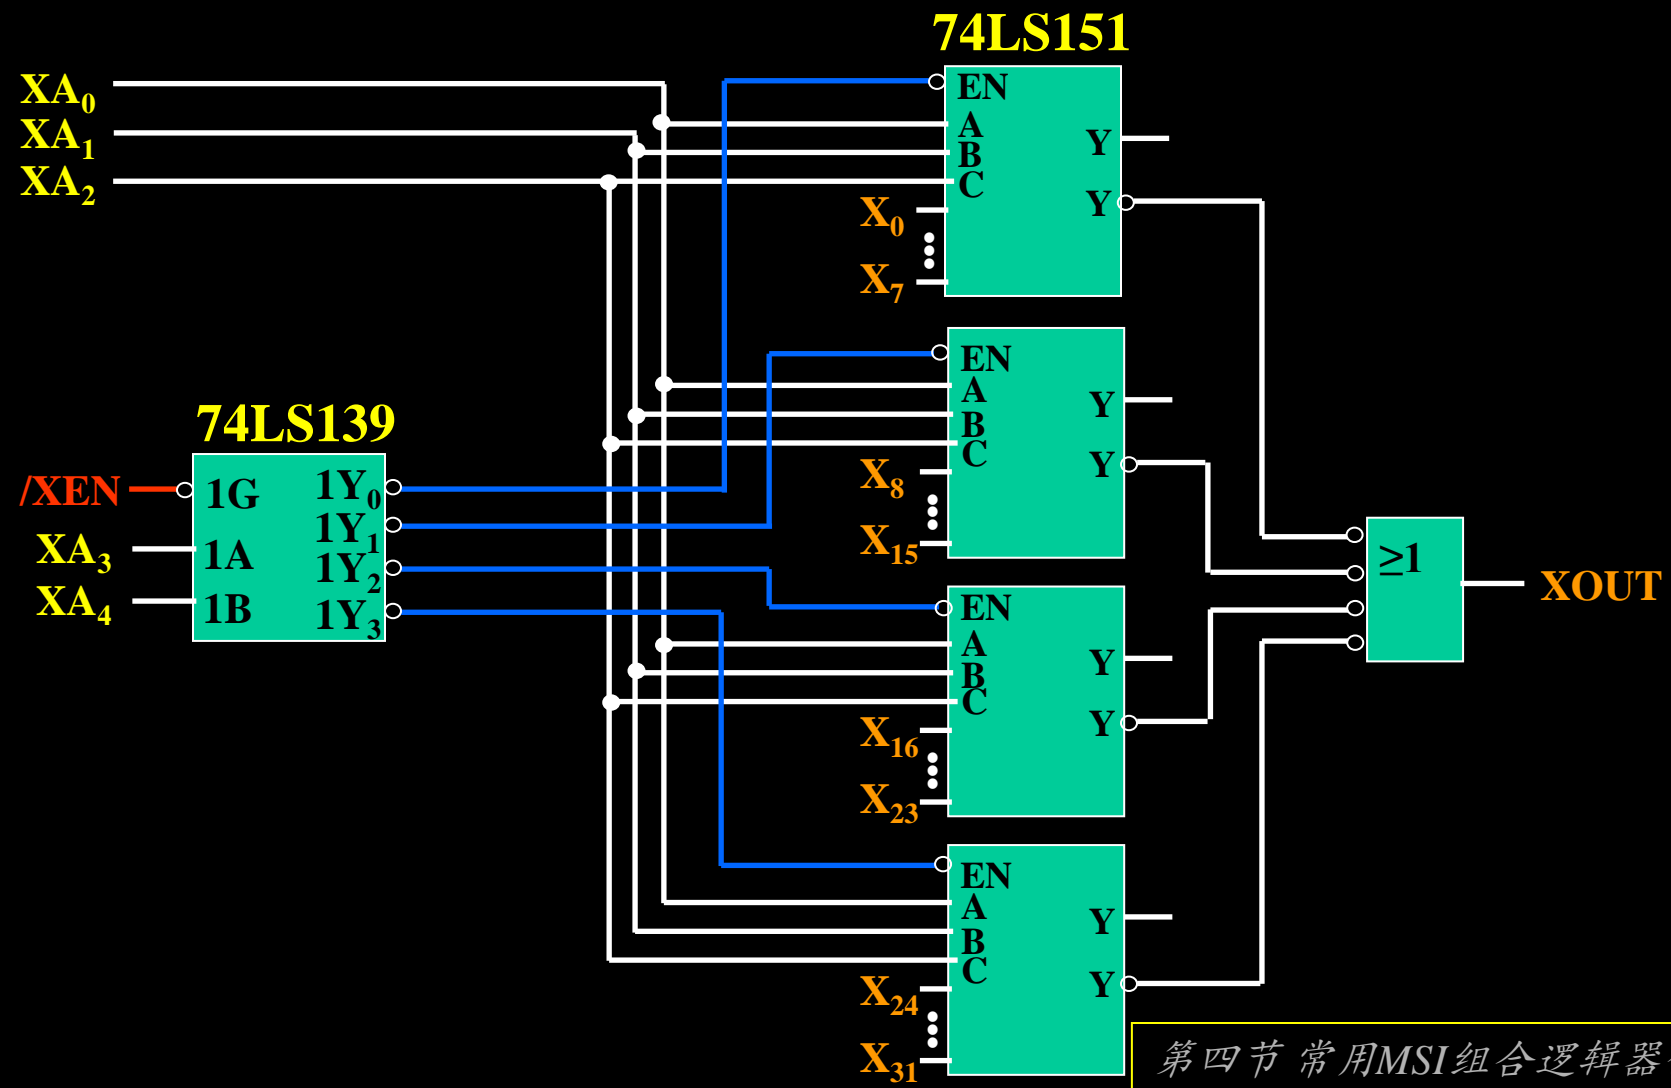 74LS151
XA0
XA1
XA2
EN
A
B
C
Y
Y
X0
X7
EN
A
B
C
Y
Y
X8
X15
74LS139
/XEN
XA3
XA4
1G
1A
1B
1Y0
1Y1
1Y2
1Y3
EN
A
B
C
Y
Y
X16
X23
≥1
XOUT
EN
A
B
C
Y
Y
X24
X31
第四节 常用MSI组合逻辑器